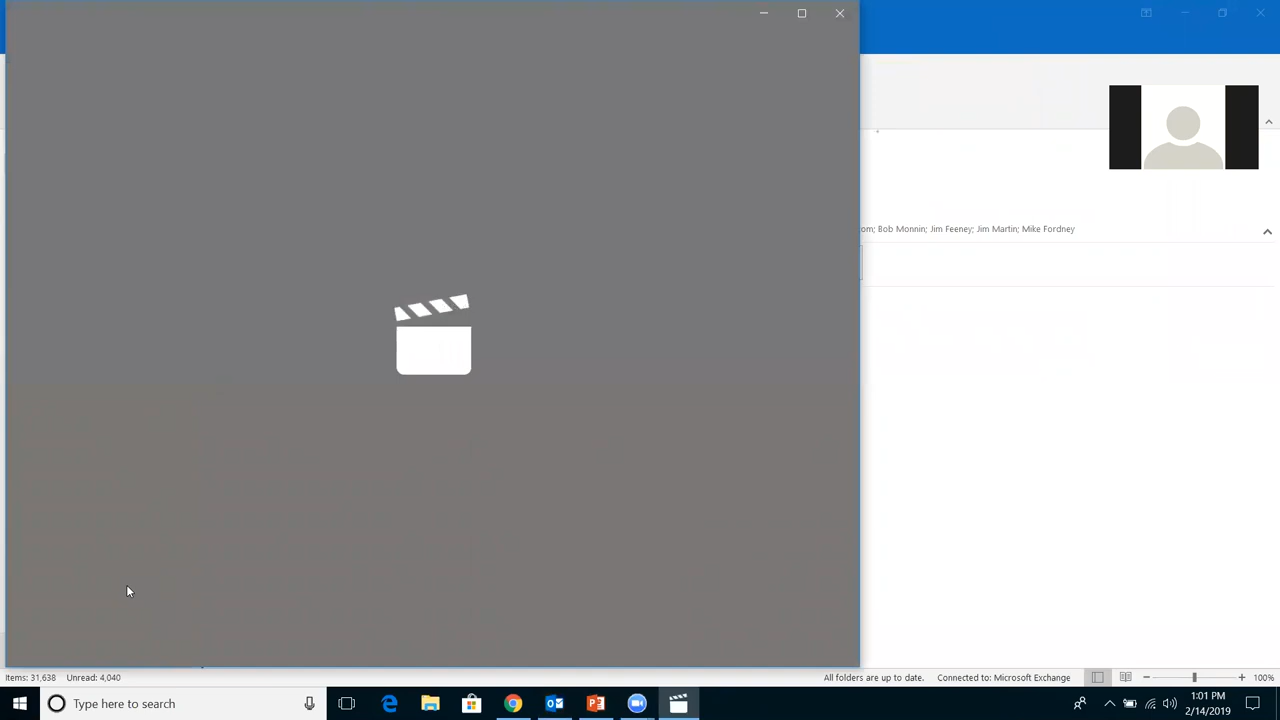 om; Bob Monnin; Jim Feeney; Jim Martin; Mike Fordney
Items: 31,638 Unread: 4,040 All folders are up to date. Connected to: Microsoft Exchange 100%
Type here to search
1:01 PM
2/14/2019